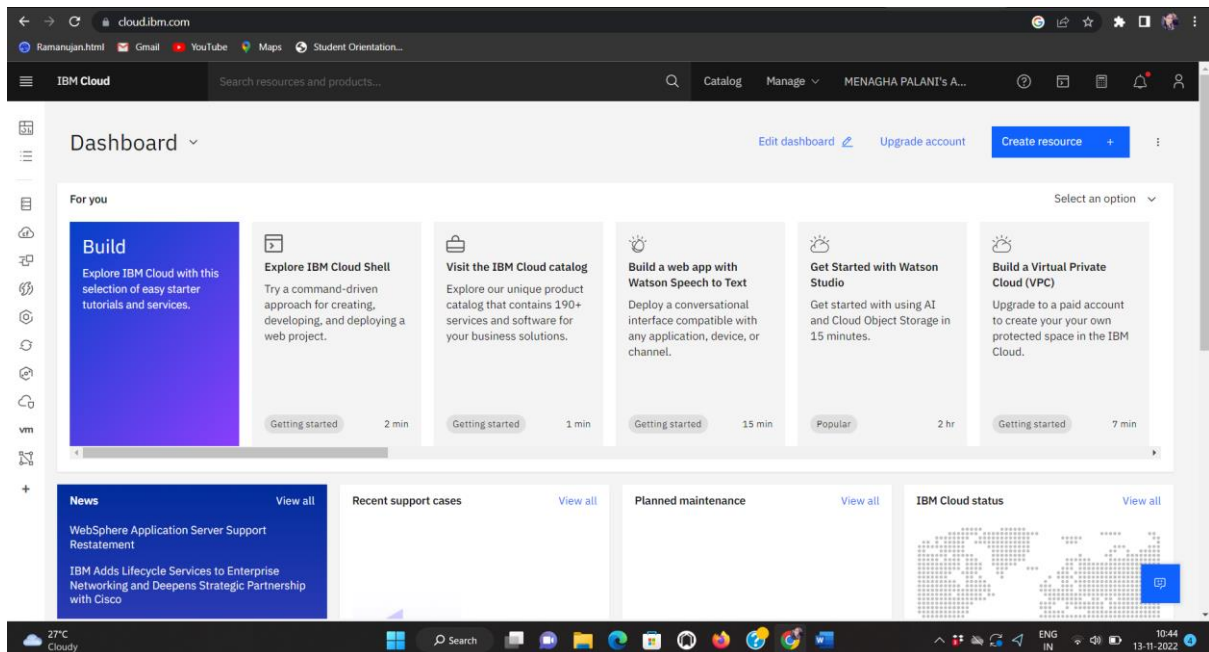 cloud.ibm.com
Ramanujan.html Gmail YouTube Maps Student Orientation...
IBM Cloud Search resources and products... Catalog Manage MENAGHA PALANI's A...
Dashboard Edit dashboard Upgrade account Create resource +
For you Select an option
Build
Explore IBM Cloud with this
selection of easy starter
tutorials and services.
Explore IBM Cloud Shell
Try a command-driven
approach for creating,
developing, and deploying a
web project.
Getting started 2 min
Visit the IBM Cloud catalog
Explore our unique product
catalog that contains 190+
services and software for
your business solutions.
Getting started 1 min
Build a web app with
Watson Speech to Text
Deploy a conversational
interface compatible with
any application, device, or
channel.
Getting started 15 min
Get Started with Watson
Studio
Get started with using AI
and Cloud Object Storage in
15 minutes.
Popular 2 hr
Build a Virtual Private
Cloud (VPC)
Upgrade to a paid account
to create your your own
protected space in the IBM
Cloud.
Getting started 7 min
vm
News View all
WebSphere Application Server Support
Restatement
IBM Adds Lifecycle Services to Enterprise
Networking and Deepens Strategic Partnership
with Cisco
Recent support cases View all
Planned maintenance View all
IBM Cloud status View all
27°C
Cloudy
Search
ENG
IN
10:44
13-11-2022
4